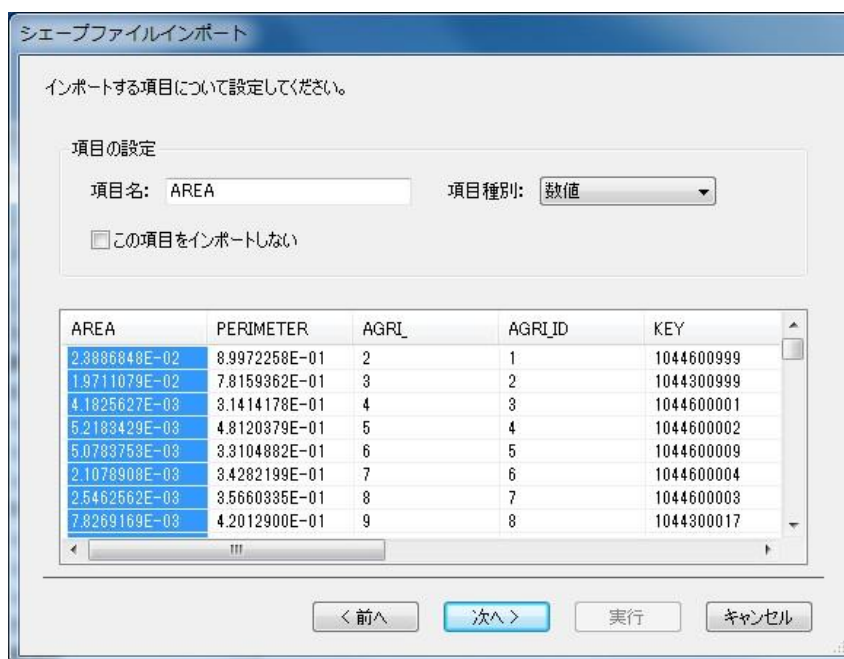 シェープファイルインポート
インポートする項目について設定してください。
項目の設定
項目名: AREA 項目種別: 数値
この項目をインポートしない
AREA PERIMETER AGRI_ AGRI_ID KEY
2.3886848E-02 8.9972258E-01 2 1 1044600999
1.9711079E-02 7.8159362E-01 3 2 1044300999
4.1825627E-03 3.1414178E-01 4 3 1044600001
5.2183429E-03 4.8120379E-01 5 4 1044600002
5.0783753E-03 3.3104882E-01 6 5 1044600009
2.1078908E-03 3.4282199E-01 7 6 1044600004
2.5462562E-03 3.5660335E-01 8 7 1044600003
7.8269169E-03 4.2012900E-01 9 8 1044300017
< 前へ 次へ > 実行 キャンセル